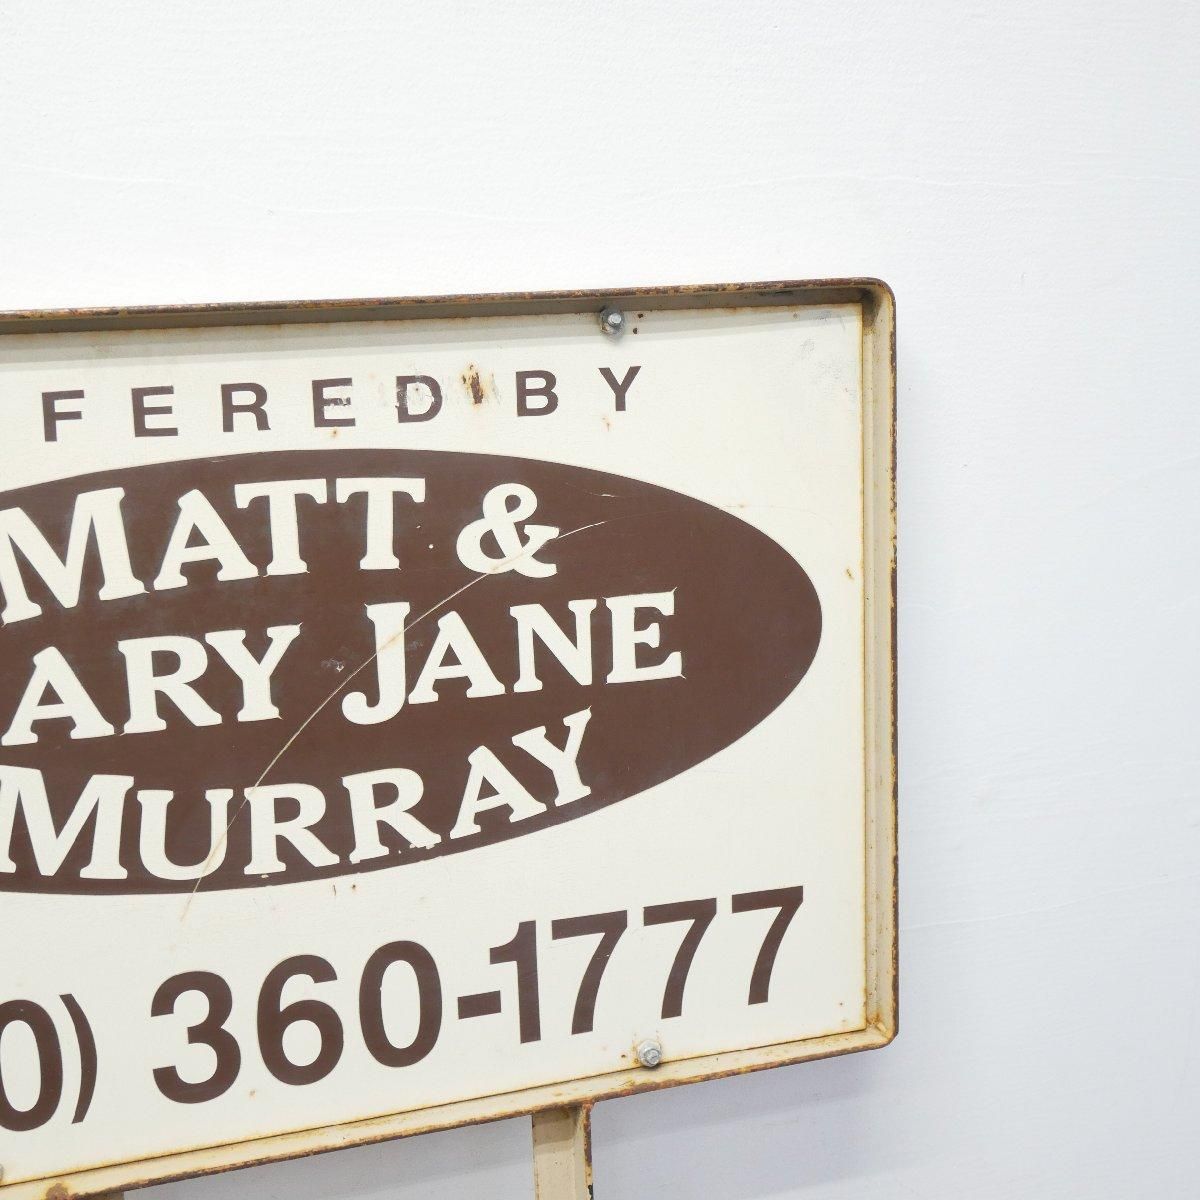 FERED BY
MATT &
ARY JANE
MURRAY
0) 360-1777